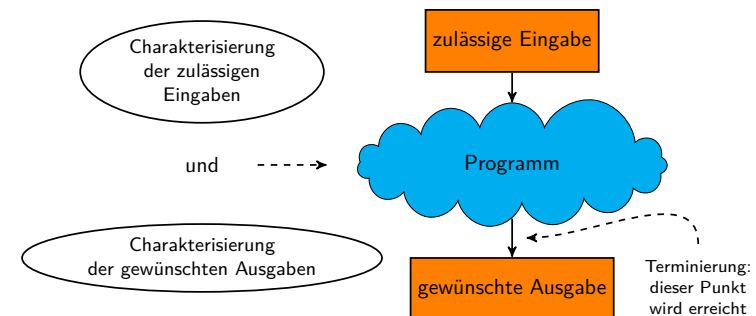 Charakterisierung
der zulässigen
Eingaben
zulässige Eingabe
und
Programm
Charakterisierung
der gewünschten Ausgaben
gewünschte Ausgabe
Terminierung:
dieser Punkt
wird erreicht